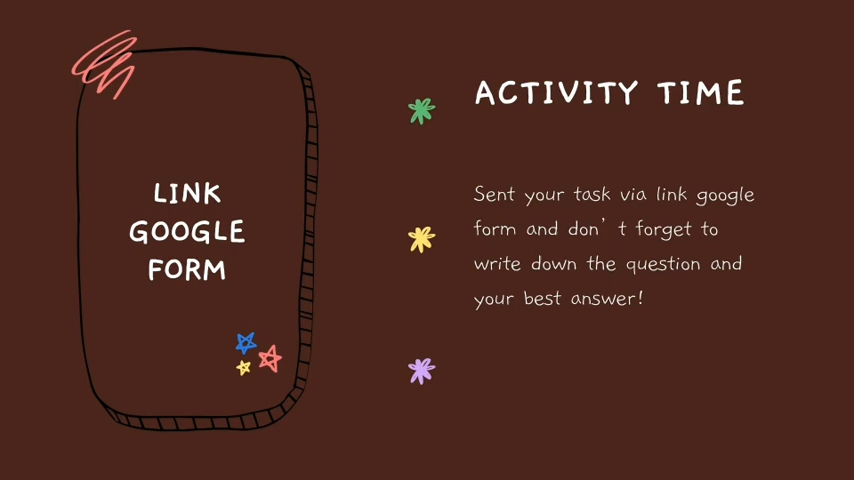 LINK
GOOGLE
FORM
ACTIVITY TIME
Sent your task via link google
form and don’ t forget to
write down the question and
your best answer!